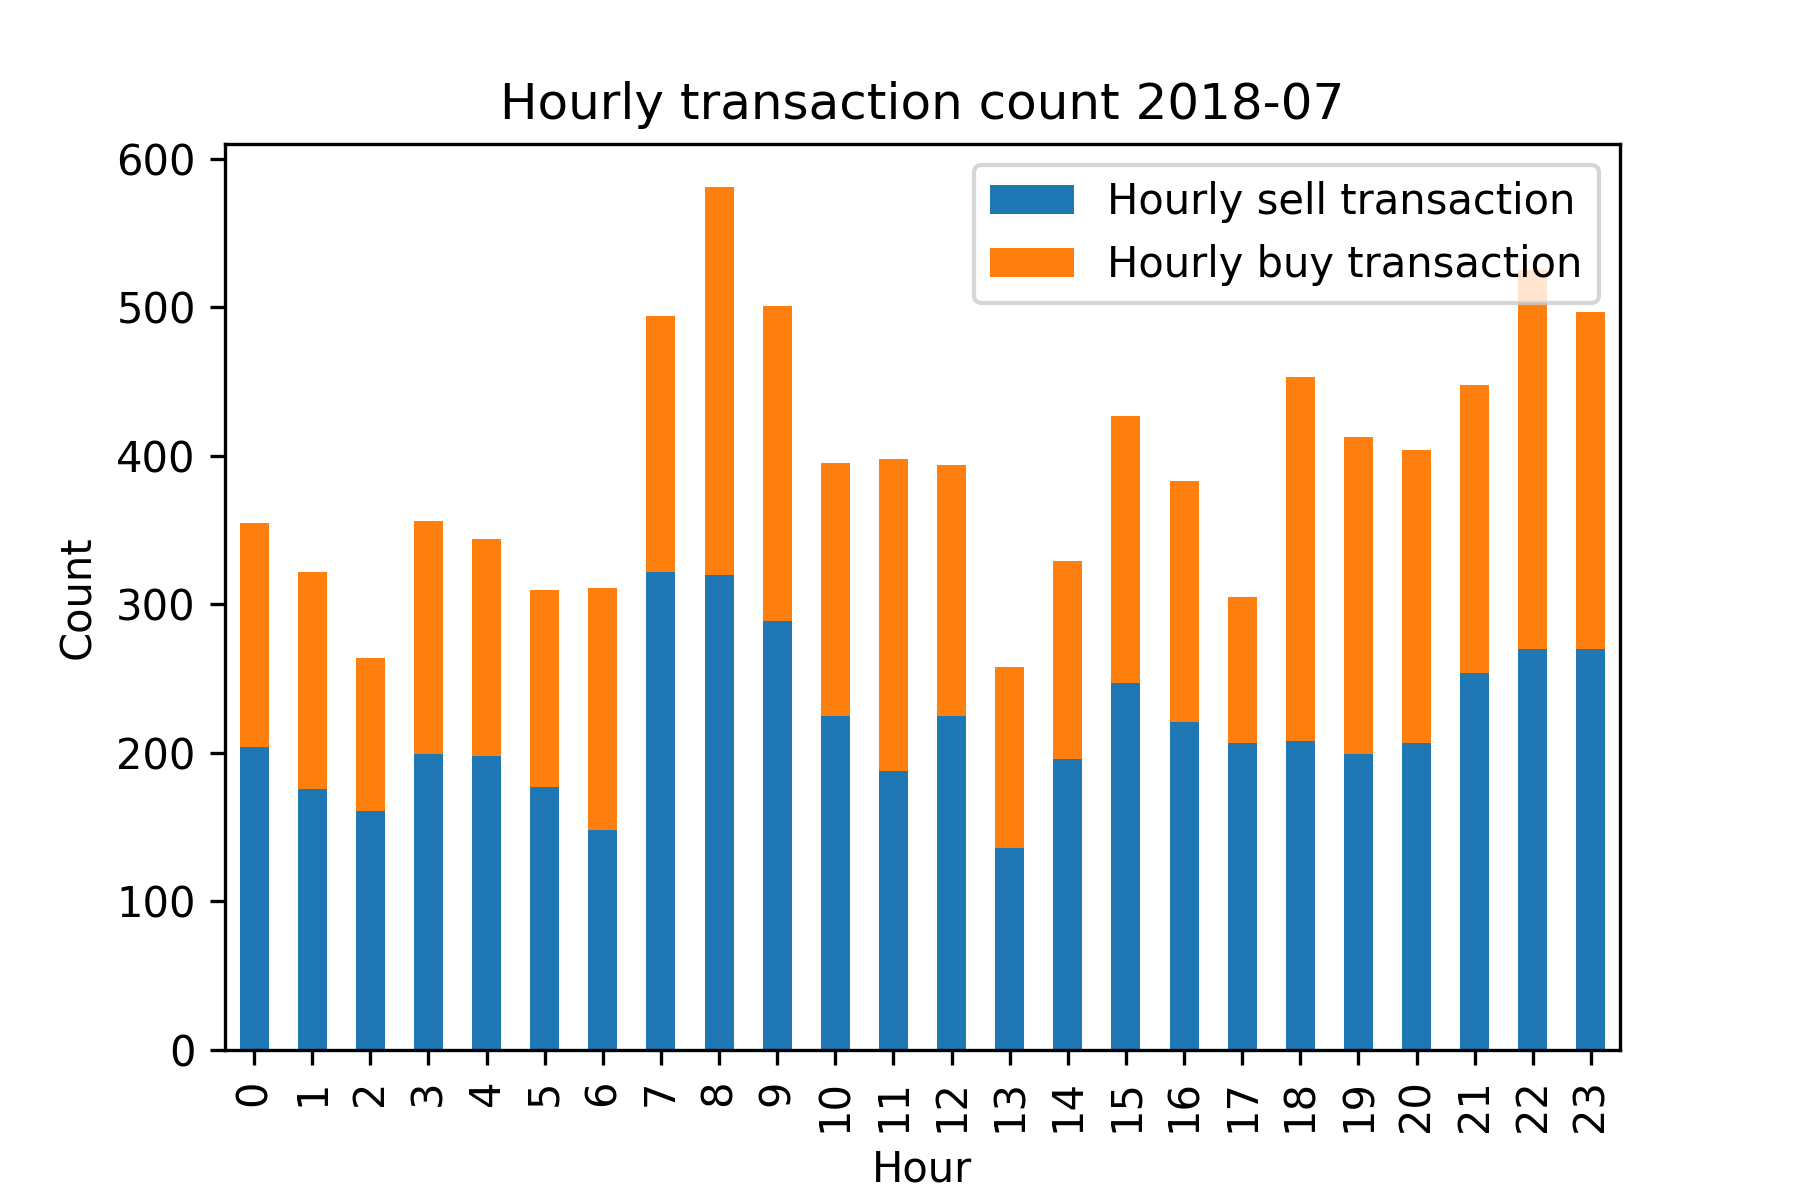 Hourly transaction count 2018-07
Hourly sell transaction
Hourly buy transaction
600
500
400
300
200
100
0
Count
0 1 2 3 4 5 6 7 8 9 10 11 12 13 14 15 16 17 18 19 20 21 22 23
Hour